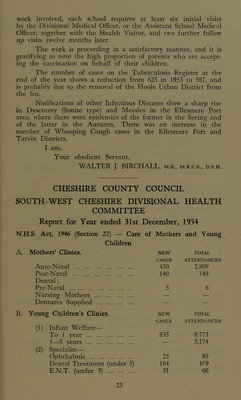 work involved, each school requires at least six initial visits
by the Divisional Medical Officer, or the Assistant School Medical
Officer, together with the Health Visitor, and two further follow
up visits twelve months later.
The work is proceeding in a satisfactory manner, and it is
gratifying to note the high proportion of parents who are accept-
ing the vaccination on behalf of their children.
The number of cases on the Tuberculosis Register at the
end of the year shows a reduction from 625 in 1953 to 587, and
is probably due to the removal of the Hoole Urban District from
the list.
Notifications of other Infectious Diseases show a sharp rise
in Dysentery (Sonne type) and Measles in the Ellesmere Port
area, where there were epidemics of the former in the Spring and
of the latter in the Autumn. There was an increase in the
number of Whooping Cough cases in the Ellesmere Port and
Tarvin Districts.
I am,
Your obedient Servant,
WALTER J. BIRCHALL, M.B., M.R.C.S., D.P.H.
CHESHIRE COUNTY COUNCIL
SOUTH-WEST CHESHIRE DIVISIONAL HEALTH
COMMITTEE
Report for Year ended 31st December, 1954
N.H.S. Act, 1946 (Section 22) — Care of Mothers and Young
Children
A. Mothers' Clinics. NEW TOTAL
CASES ATTENDANCES
Ante-Natal ... ... ... ... 430 2,809
Post-Natal ... ... ... ... 140 148
Dental:
Pre-Natal ... ... ... ... 5 6
Nursing Mothers ... ... ... — —
Dentures Supplied ... ... ... — —
B. Young Children's Clinics. NEW TOTAL
CASES ATTENDANCES
(1) Infant Welfare—
To 1 year ... ... ... ... 835 8,773
1—5 years ... ... ... ... — 3,174
(2) Specialist—
Ophthalmic ... ... ... ... 25 85
Dental Treatment (under 5) ... 164 169
E.N.T. (under 5) ... ... ... 51 66
23